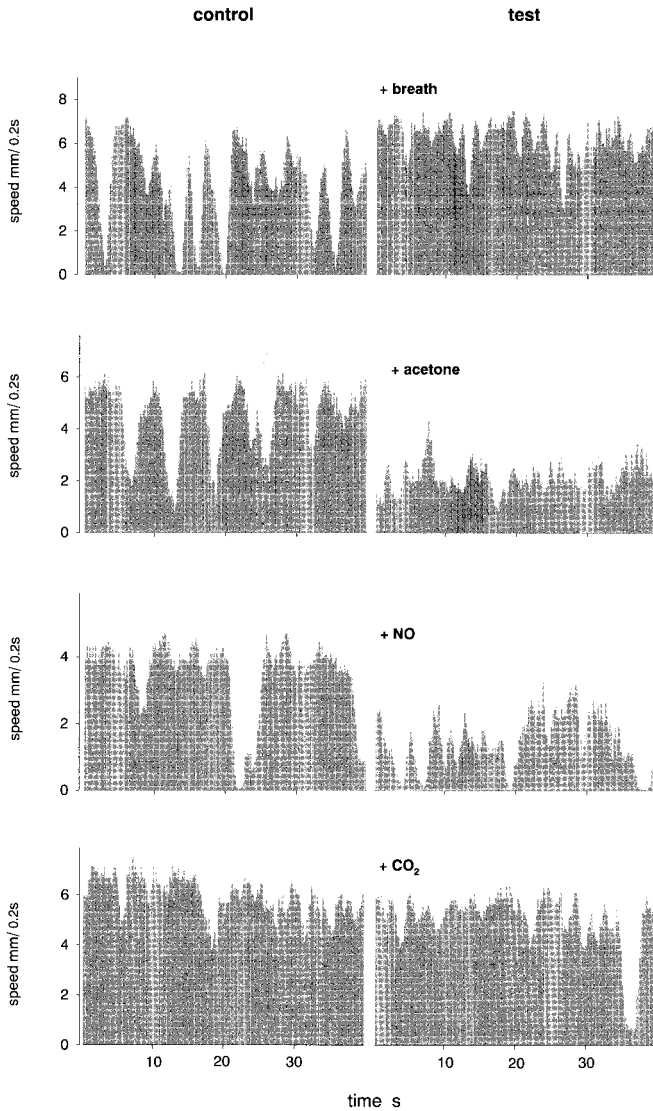 control test
+ breath
speed mm/ 0.2s
8
6
4
2
0
+ acetone
speed mm/ 0.2s
6
4
2
0
+ NO
speed mm/ 0.2s
4
2
0
+ CO₂
speed mm/ 0.2s
6
4
2
0
10 20 30 10 20 30
time s